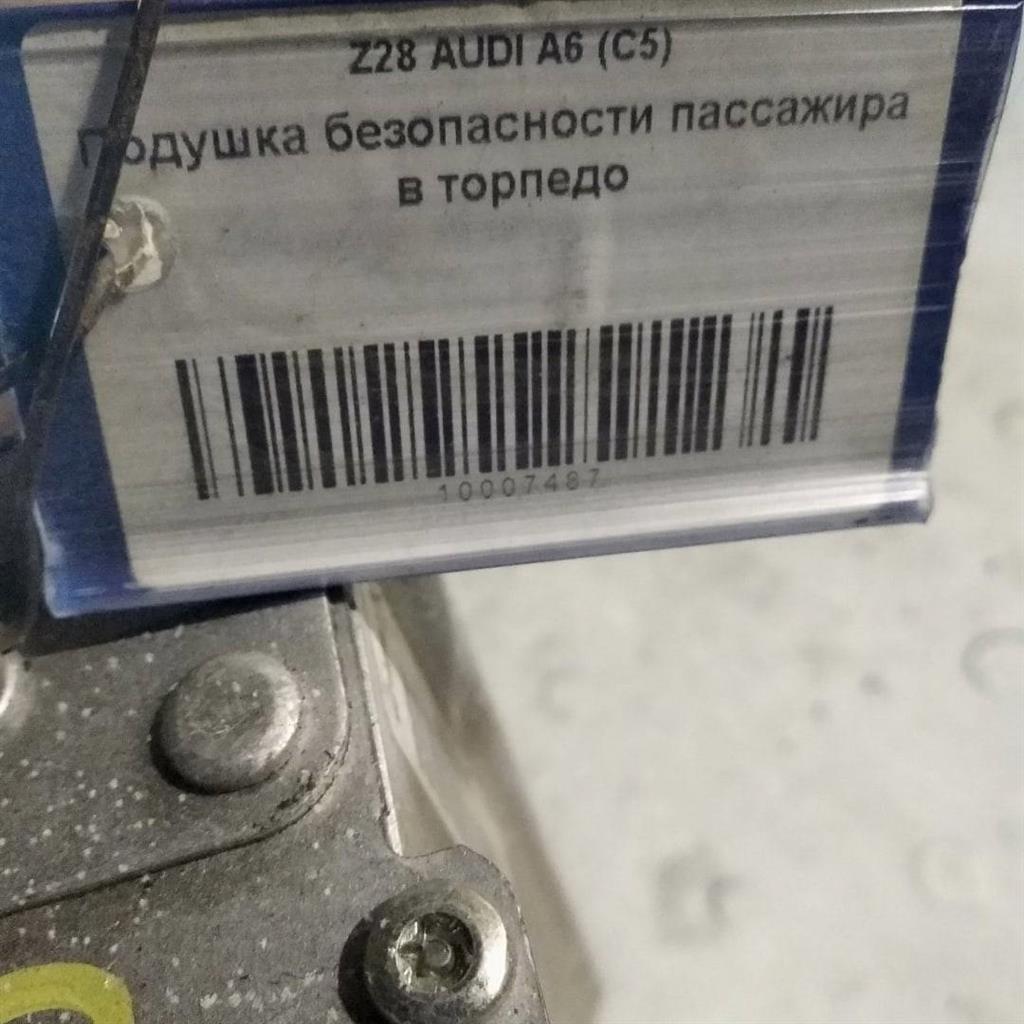 Z28 AUDI A6 (C5)
Подушка безопасности пассажира
в торпедо
10007487